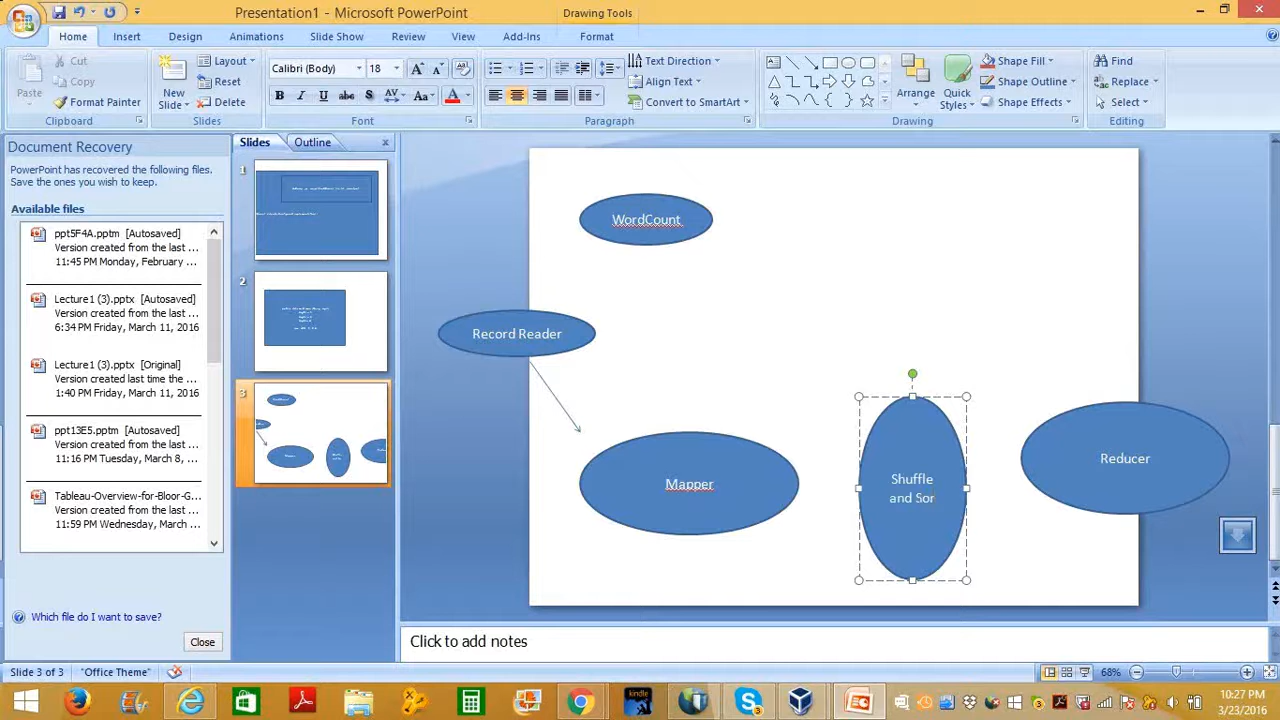 Presentation1 - Microsoft PowerPoint
Drawing Tools
Home
Insert
Design
Animations
Slide Show
Review
View
Add-Ins
Format
Paste
Cut
Copy
Format Painter
Clipboard
New
Slide
Layout
Reset
Delete
Slides
Calibri (Body)
18
B
I
U
abc
S
AV
Aa
A
Font
Text Direction
Align Text
Convert to SmartArt
Paragraph
Arrange
Quick
Styles
Shape Fill
Shape Outline
Shape Effects
Drawing
Find
Replace
Select
Editing
Document Recovery
PowerPoint has recovered the following files.
Save the ones you wish to keep.
Available files
ppt5F4A.pptm [Autosaved]
Version created from the last ...
11:45 PM Monday, February ...
Lecture1 (3).pptx [Autosaved]
Version created from the last ...
6:34 PM Friday, March 11, 2016
Lecture1 (3).pptx [Original]
Version created last time the ...
1:40 PM Friday, March 11, 2016
ppt13E5.pptm [Autosaved]
Version created from the last ...
11:16 PM Tuesday, March 8, ...
Tableau-Overview-for-Bloor-G...
Version created from the last ...
11:59 PM Wednesday, March ...
Which file do I want to save?
Close
Slides
Outline
1
2
3
WordCount
Record Reader
Mapper
Shuffle
and Sor
Reducer
Click to add notes
Slide 3 of 3
"Office Theme"
68%
kindle
10:27 PM
3/23/2016